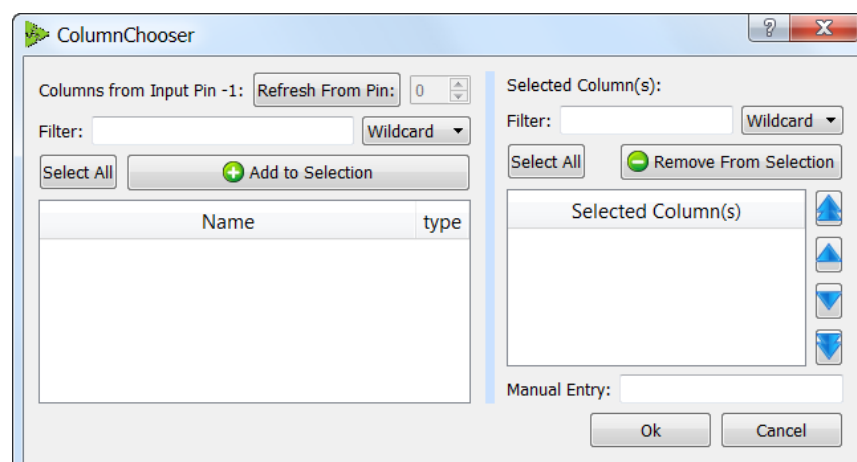 ColumnChooser
Columns from Input Pin -1: Refresh From Pin: 0
Filter: Wildcard
Select All Add to Selection
Name type
Selected Column(s):
Filter: Wildcard
Select All Remove From Selection
Selected Column(s)
Manual Entry:
Ok Cancel